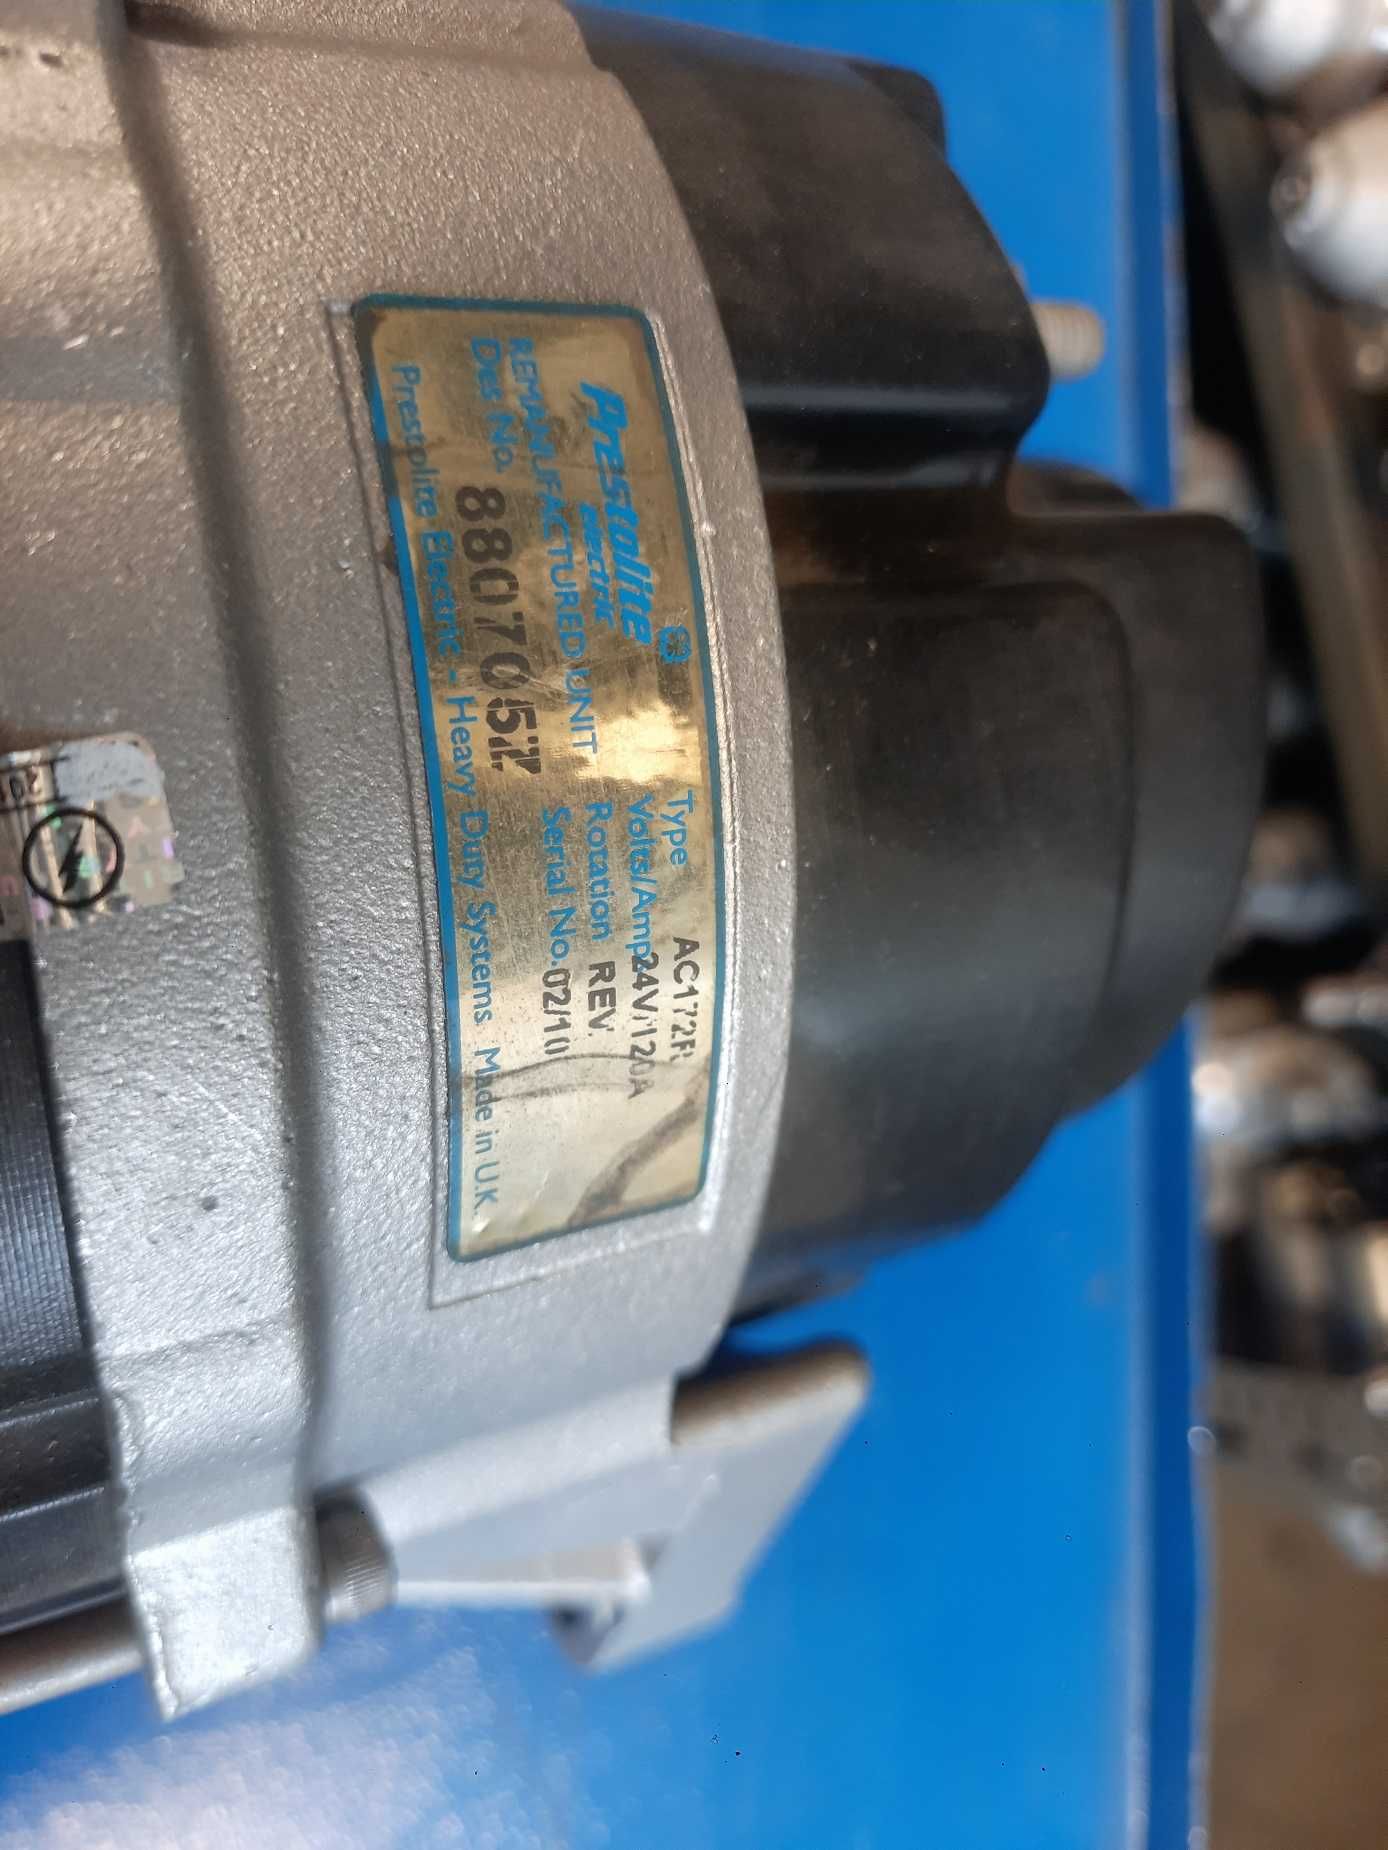 Prestolite
electric
REMANUFACTURED UNIT
Des No. 880705
Type AC172R
Volts/Amp 24V/120A
Rotation REV.
Serial No. 02/10
Prestolite Electric - Heavy Duty Systems. Made in U.K.